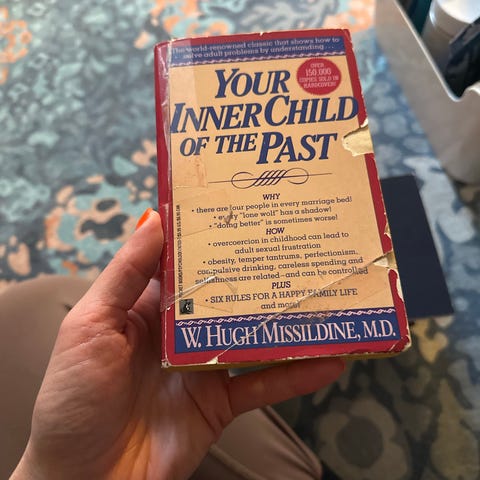 The world-renowned classic that shows how to
solve adult problems by understanding . . .
OVER
150,000
COPIES SOLD IN
HARDCOVER!
YOUR
INNER CHILD
OF THE PAST
WHY
• there are four people in every marriage bed!
• every "lone wolf" has a shadow!
• "doing better" is sometimes worse!
HOW
• overcoercion in childhood can lead to
adult sexual frustration
• obesity, temper tantrums, perfectionism,
compulsive drinking, careless spending and
selfishness are related–and can be controlled
PLUS
• SIX RULES FOR A HAPPY FAMILY LIFE
and more!
W. HUGH MISSILDINE, M.D.